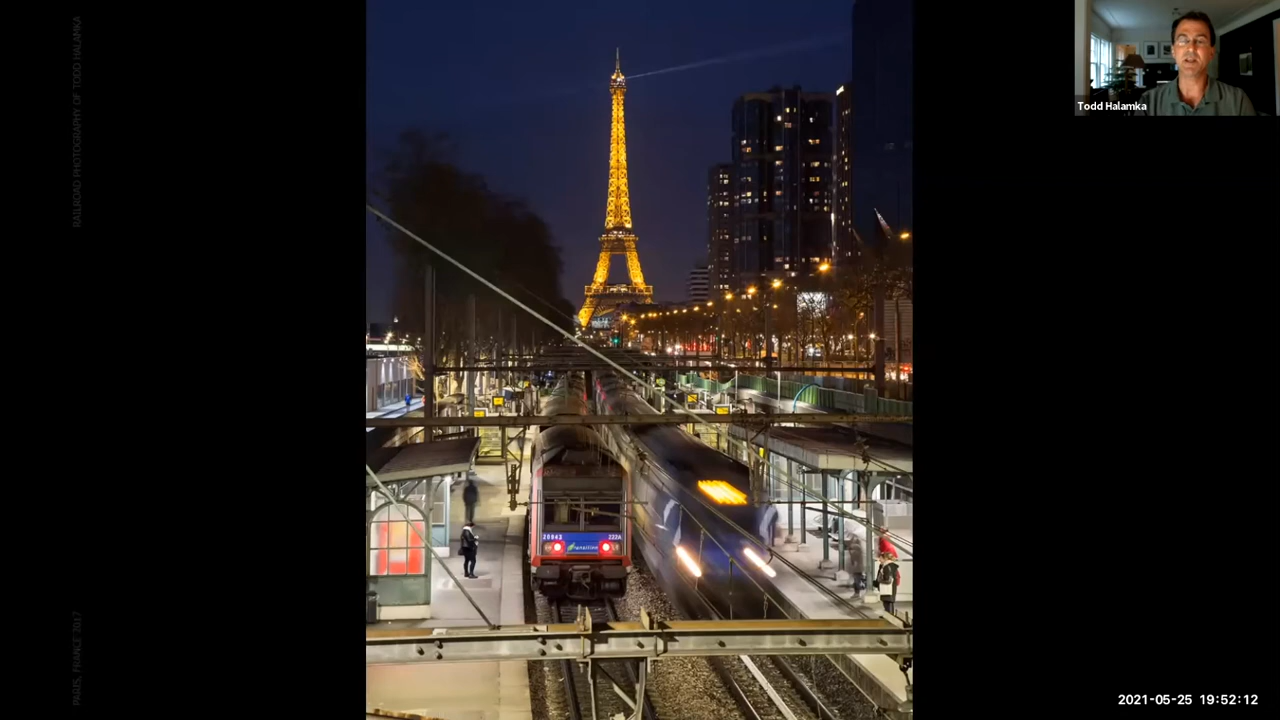 RAILROAD PHOTOGRAPHY OF TODD HALAMKA
PARIS, FRANCE 2017
Todd Halamka
20843
222A
2021-05-25 19:52:12